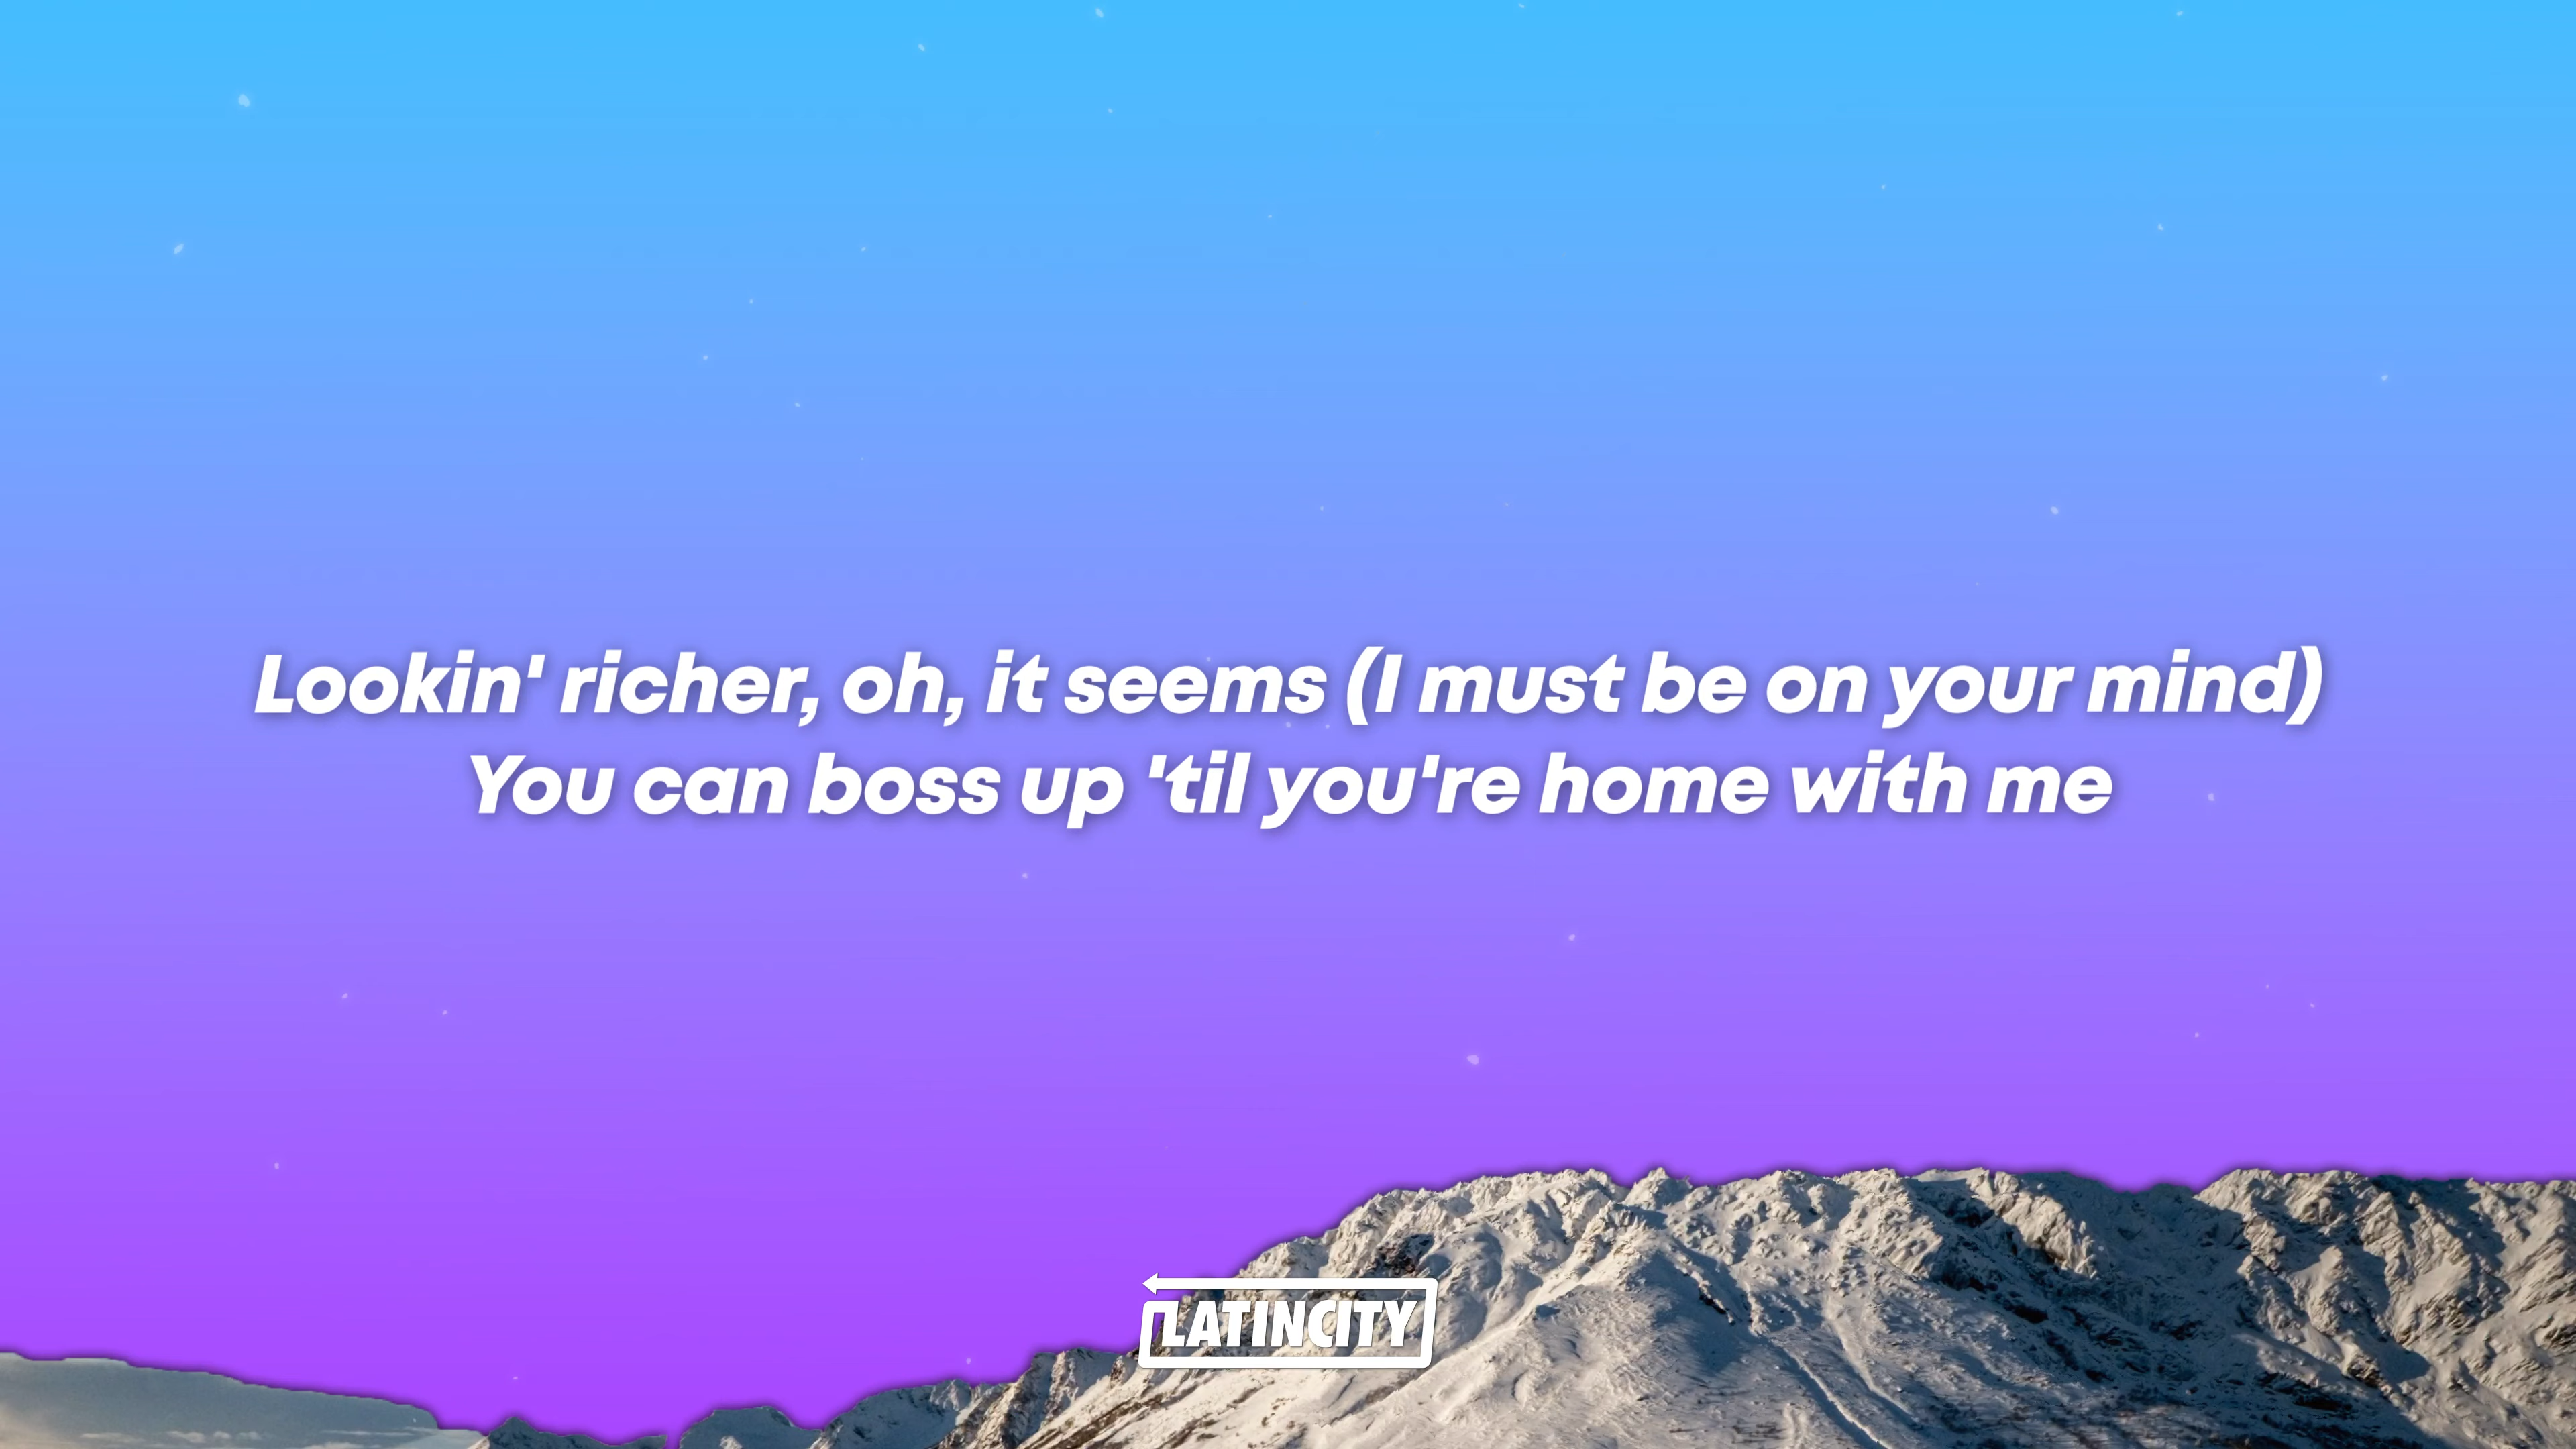 Lookin' richer, oh, it seems (I must be on your mind)
You can boss up 'til you're home with me
LATINCITY